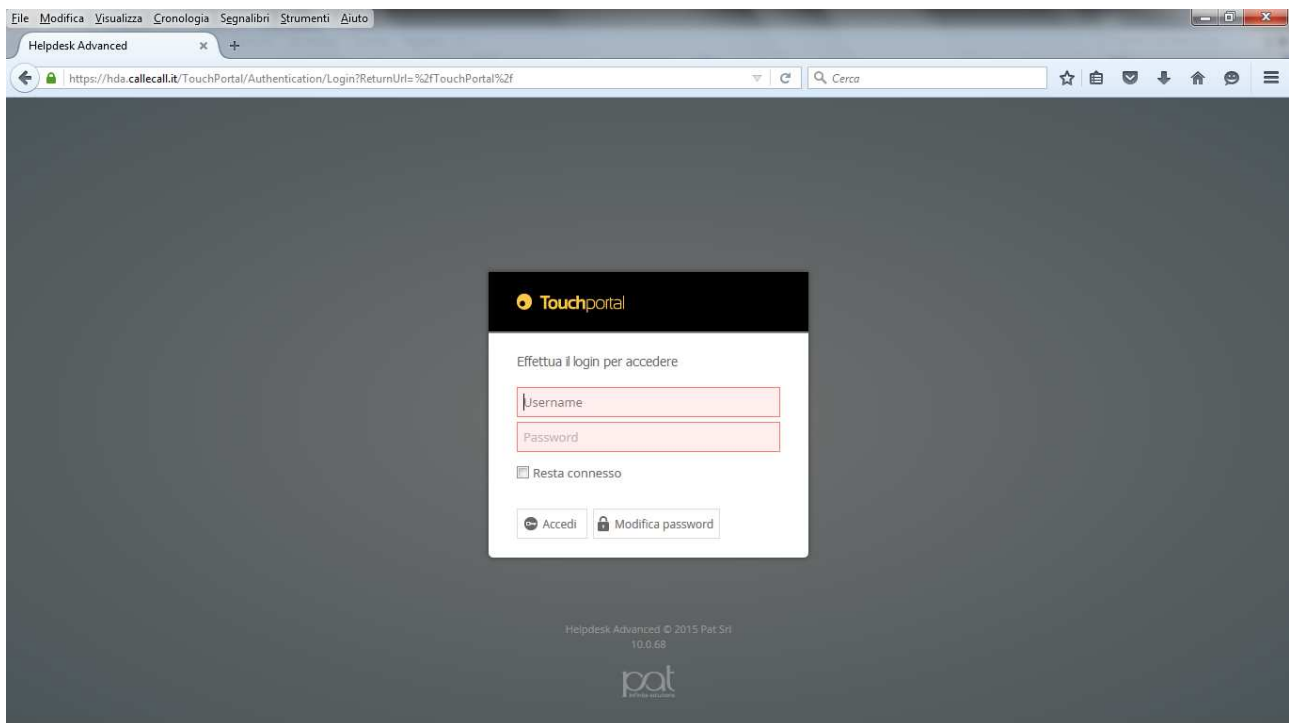 File Modifica Visualizza Cronologia Segnalibri Strumenti Aiuto
Helpdesk Advanced
https://hda.callecall.it/TouchPortal/Authentication/Login?ReturnUrl=%2fTouchPortal%2f
Cerca
Touchportal
Effettua il login per accedere
Username
Password
Resta connesso
Accedi Modifica password
Helpdesk Advanced © 2015 Pat Srl
10.0.68
pat
infinite solutions